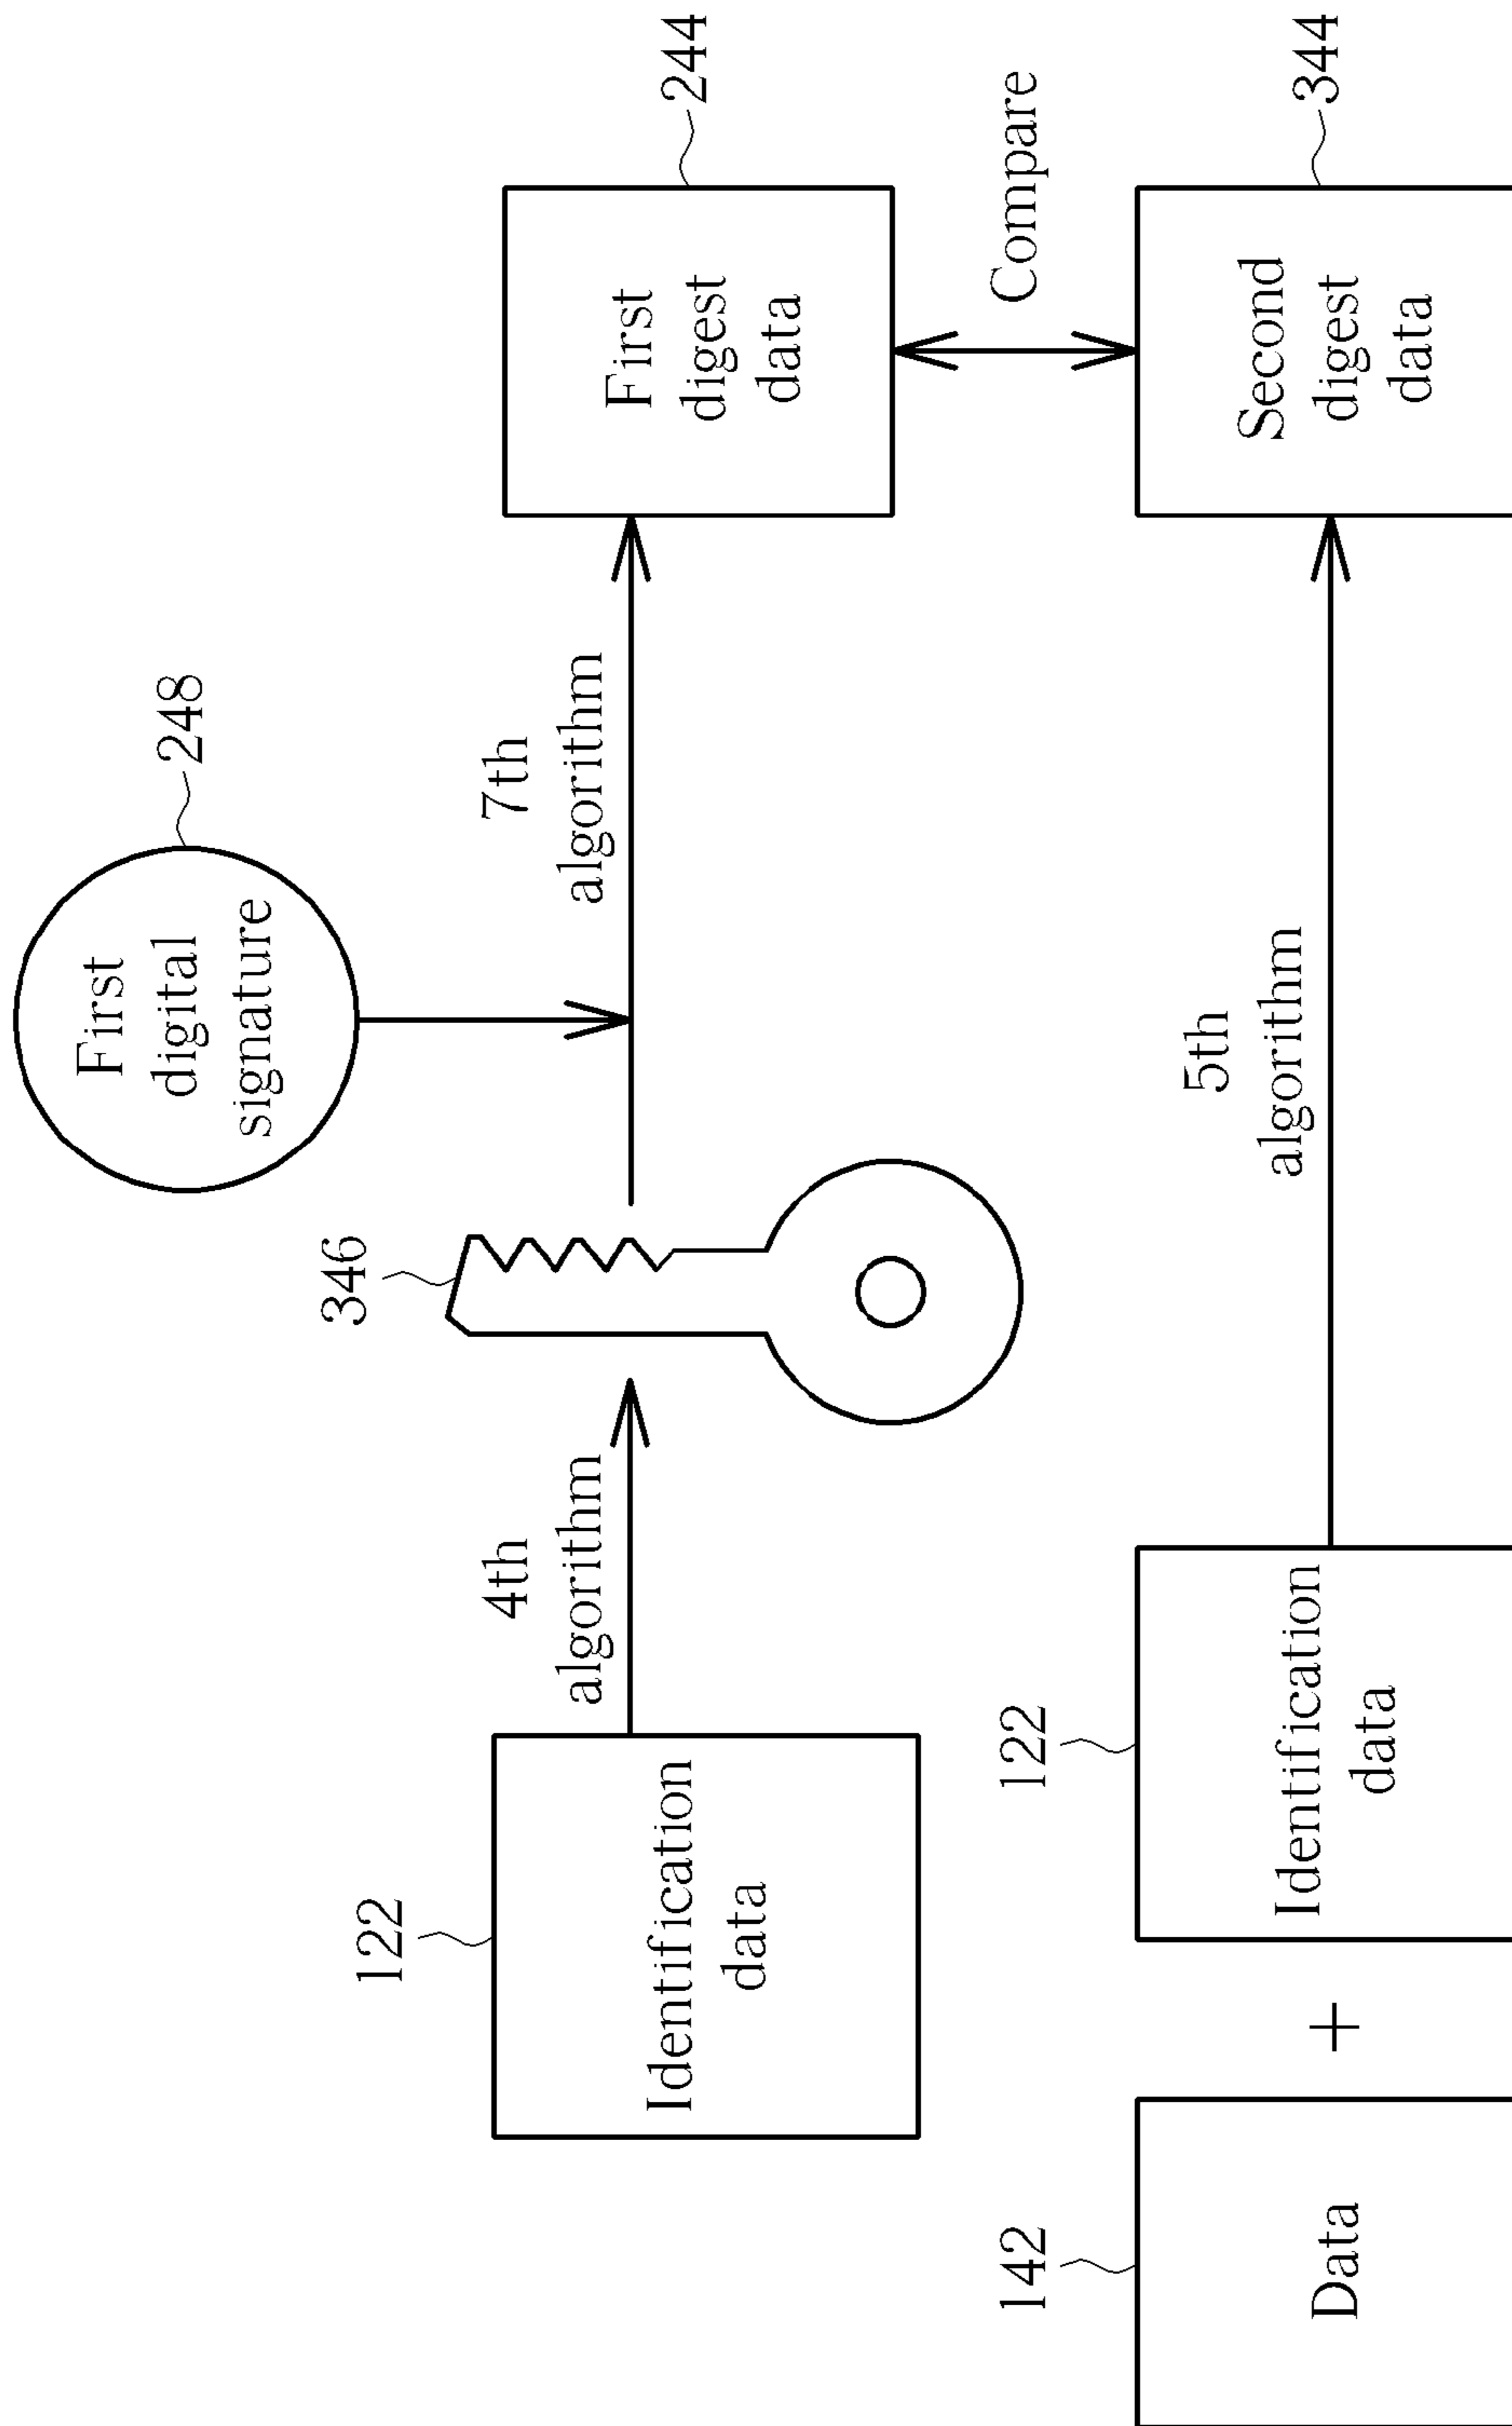 248
First
digital
signature
122
Identification
data
4th
algorithm
346
7th
algorithm
244
First
digest
data
Compare
142
Data
+
122
Identification
data
5th
algorithm
344
Second
digest
data